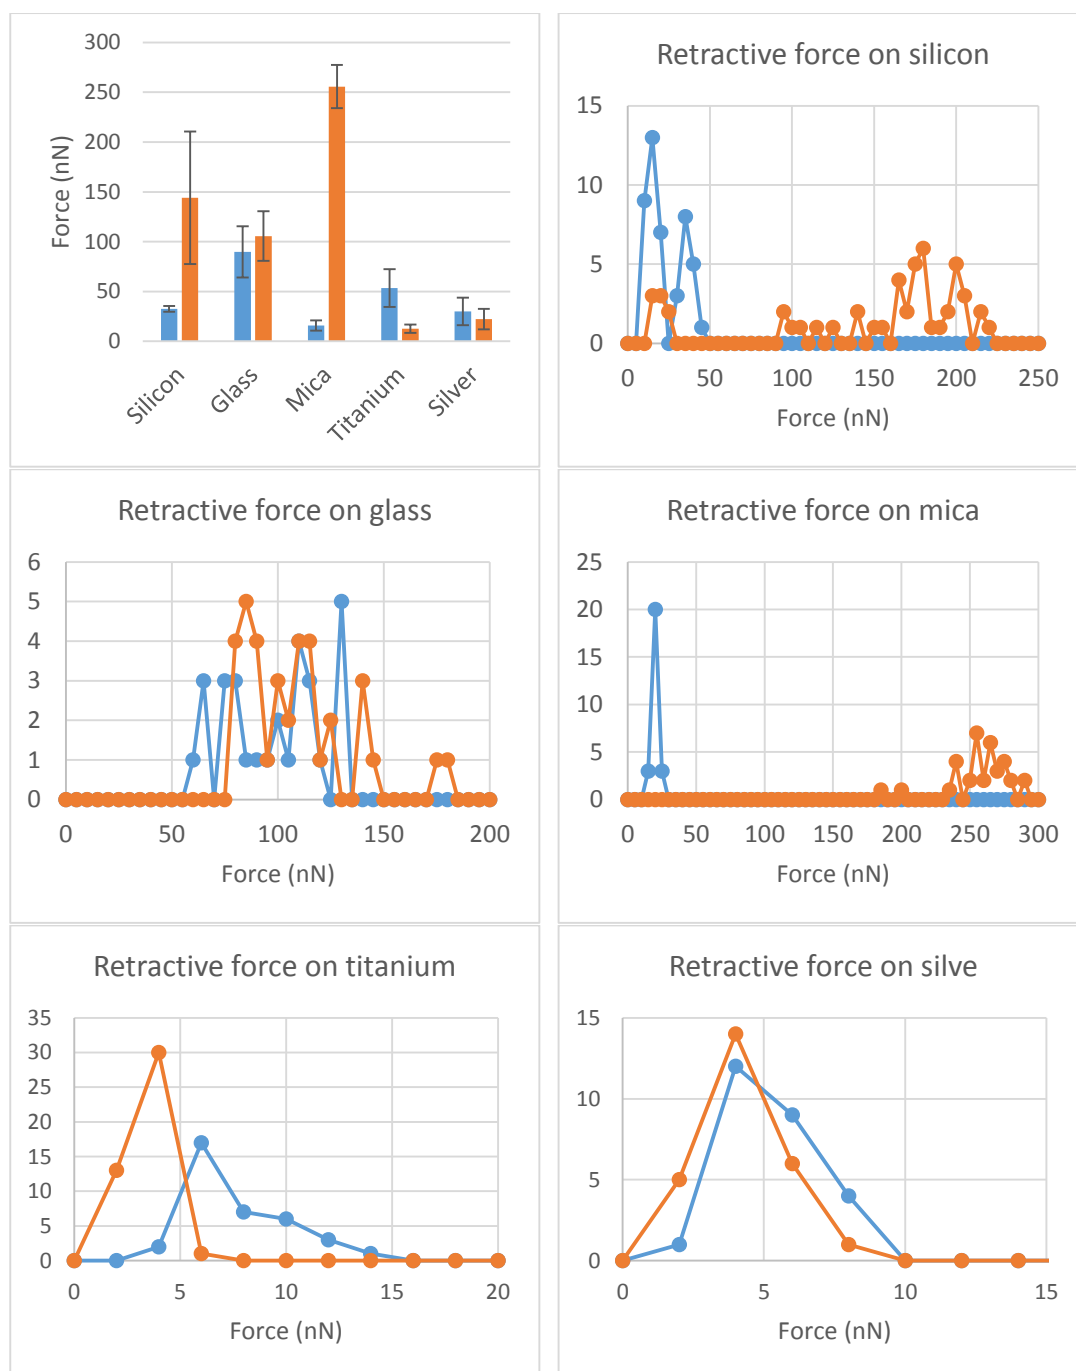 300
250
200
150
100
50
0
Force (nN)
Silicon
Glass
Mica
Titanium
Silver
Retractive force on silicon
15
10
5
0
0 50 100 150 200 250
Force (nN)
Retractive force on glass
6
5
4
3
2
1
0
0 50 100 150 200
Force (nN)
Retractive force on mica
25
20
15
10
5
0
0 50 100 150 200 250 300
Force (nN)
Retractive force on titanium
35
30
25
20
15
10
5
0
0 5 10 15 20
Force (nN)
Retractive force on silve
15
10
5
0
0 5 10 15
Force (nN)